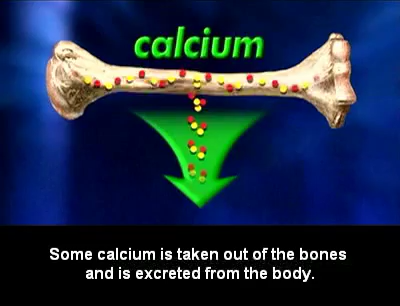 calcium
Some calcium is taken out of the bones
and is excreted from the body.